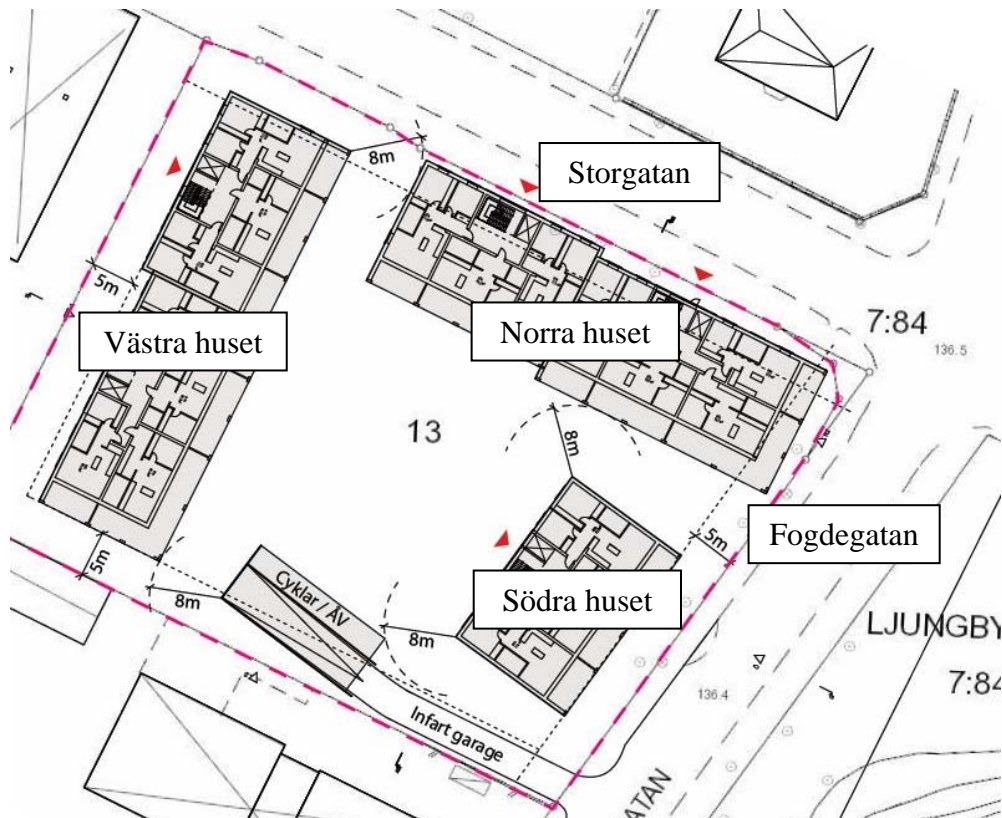 Storgatan
8m
7:84
136.5
5m
Västra huset
Norra huset
13
8m
Fogdegatan
5m
5m
Södra huset
Cyklar / ÅV
8m
8m
LJUNGBY
7:84
136.4
Infart garage
ATAN